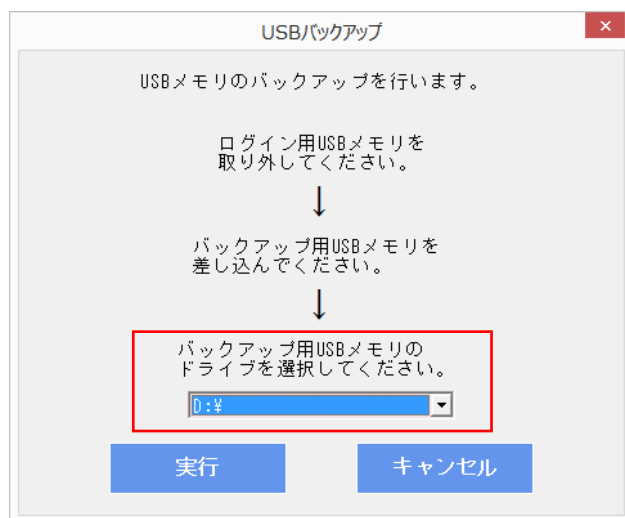 USBバックアップ
×
USBメモリのバックアップを行います。
ログイン用USBメモリを
取り外してください。
↓
バックアップ用USBメモリを
差し込んでください。
↓
バックアップ用USBメモリの
ドライブを選択してください。
D:¥
実行 キャンセル